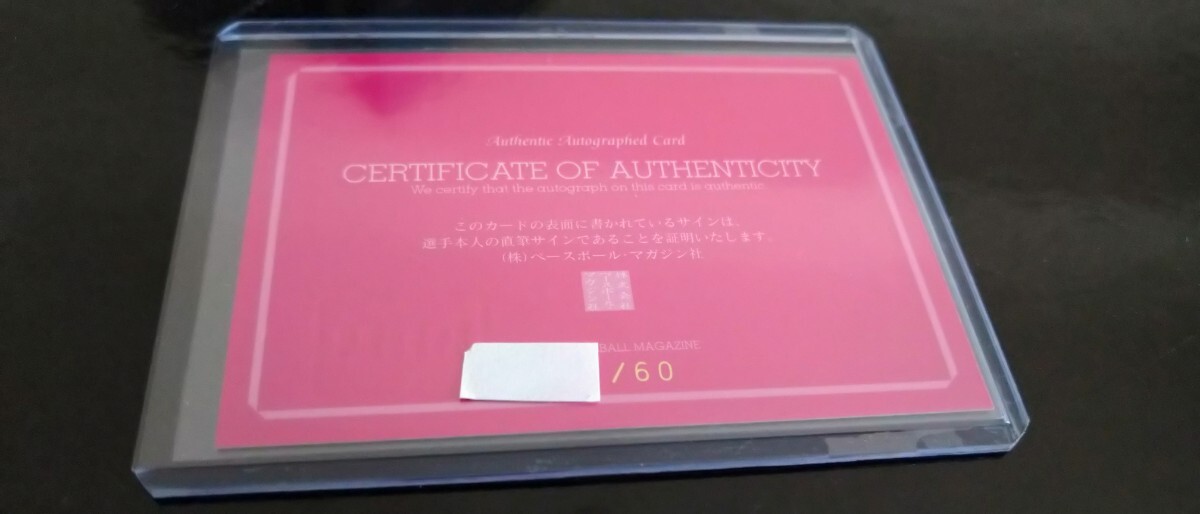 Authentic Autographed Card
CERTIFICATE OF AUTHENTICITY
We certify that the autograph on this card is authentic
このカードの表面に書かれているサインは、
選手本人の直筆サインであることを証明いたします。
(株)ベースボール・マガジン社
BALL MAGAZINE
/60